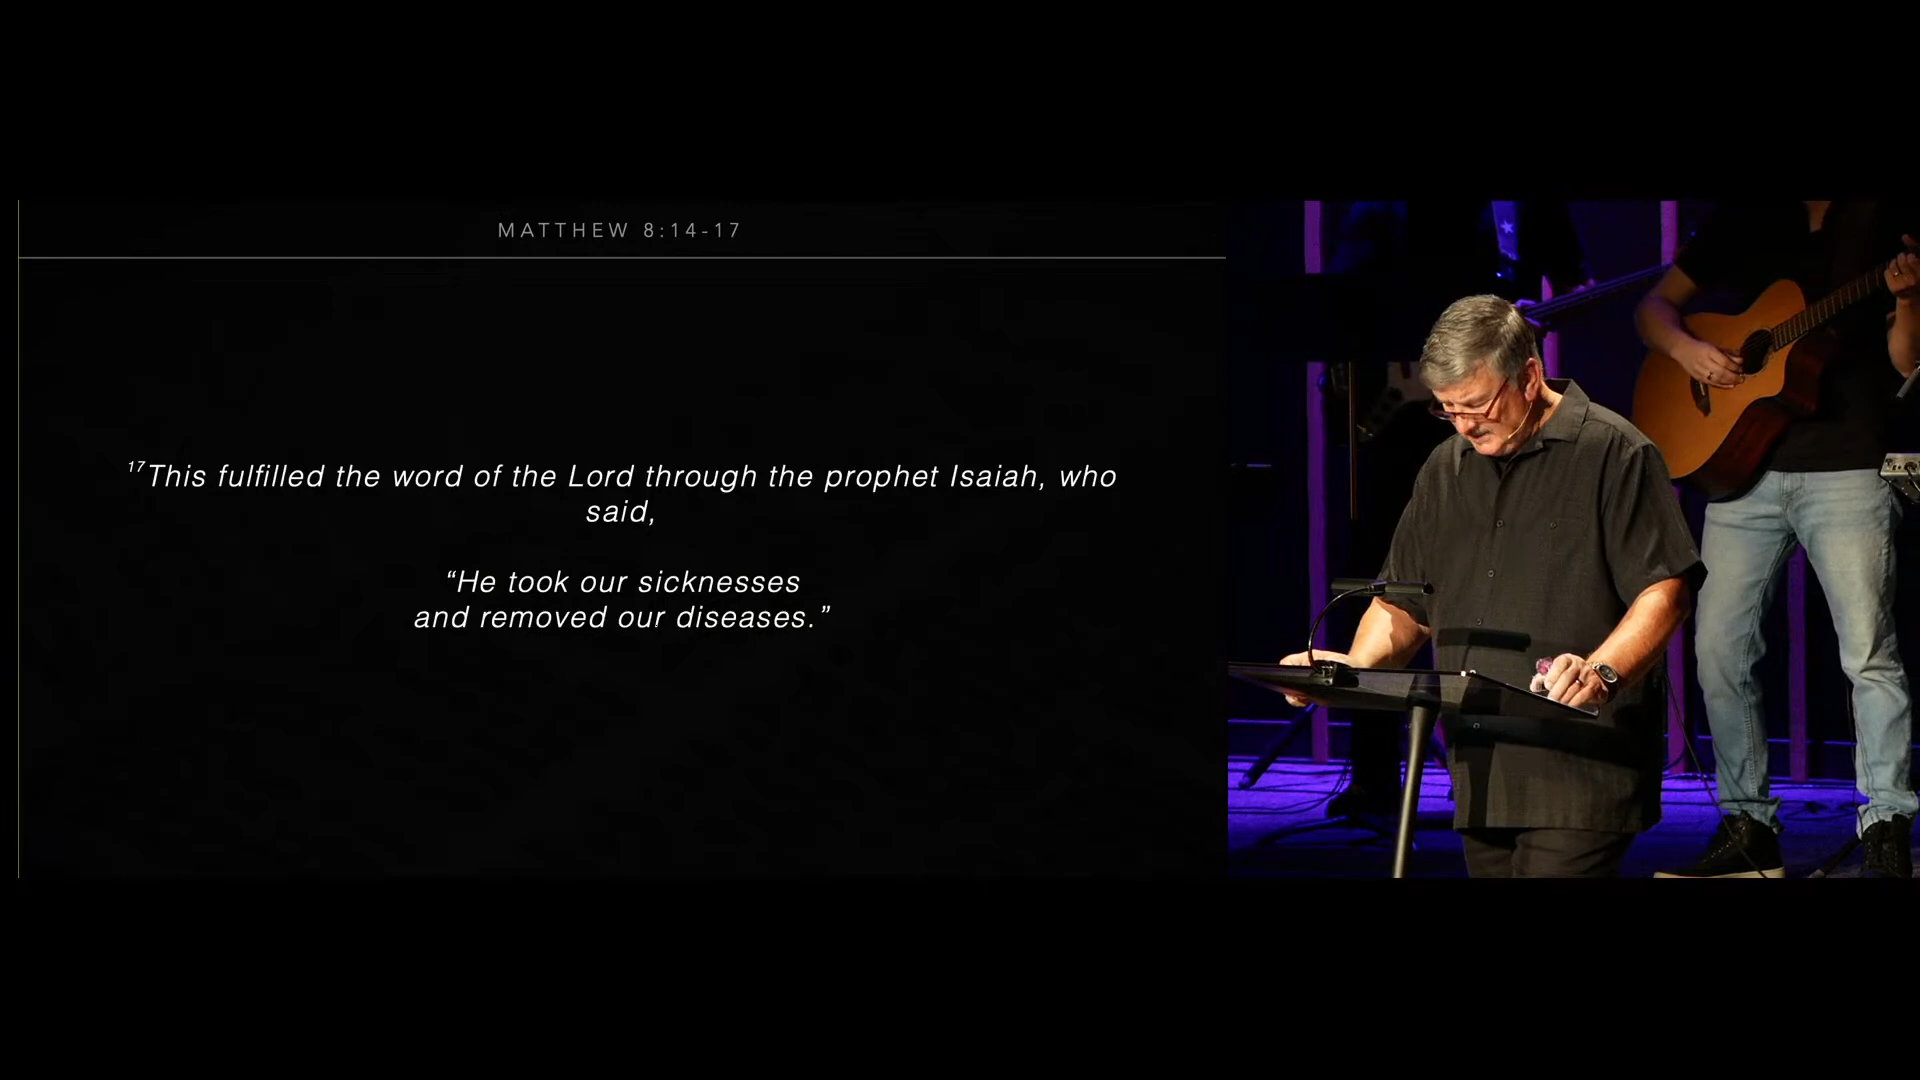 MATTHEW 8:14-17
¹⁷This fulfilled the word of the Lord through the prophet Isaiah, who
said,
“He took our sicknesses
and removed our diseases.”